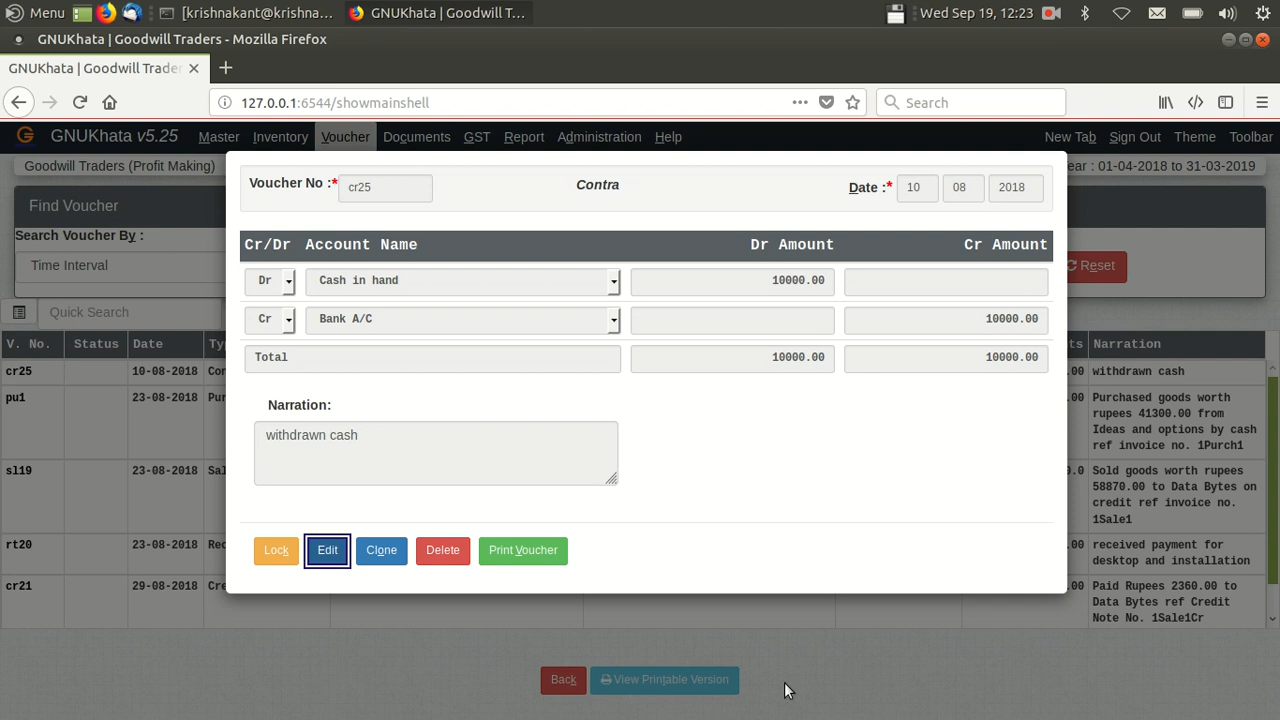 Menu [krishnakant@krishna... GNUKhata | Goodwill T... Wed Sep 19, 12:23
GNUKhata | Goodwill Traders - Mozilla Firefox
GNUKhata | Goodwill Trader
127.0.0.1:6544/showmainshell Search
GNUKhata v5.25 Master Inventory Voucher Documents GST Report Administration Help New Tab Sign Out Theme Toolbar
Goodwill Traders (Profit Making) ear : 01-04-2018 to 31-03-2019
Find Voucher
Search Voucher By :
Time Interval
Reset
Quick Search
Voucher No :* cr25 Contra Date :* 10 08 2018
Cr/Dr Account Name Dr Amount Cr Amount
Dr Cash in hand 10000.00
Cr Bank A/C 10000.00
Total 10000.00 10000.00
Narration:
withdrawn cash
Lock Edit Clone Delete Print Voucher
V. No. Status Date Ty ts Narration
cr25 10-08-2018 Con .00 withdrawn cash
pu1 23-08-2018 Pur .00 Purchased goods worth
rupees 41300.00 from
Ideas and options by cash
ref invoice no. 1Purch1
sl19 23-08-2018 Sal .0 Sold goods worth rupees
58870.00 to Data Bytes on
credit ref invoice no.
1Sale1
rt20 23-08-2018 Rec .00 received payment for
desktop and installation
cr21 29-08-2018 Cre .00 Paid Rupees 2360.00 to
Data Bytes ref Credit
Note No. 1Sale1Cr
Back View Printable Version